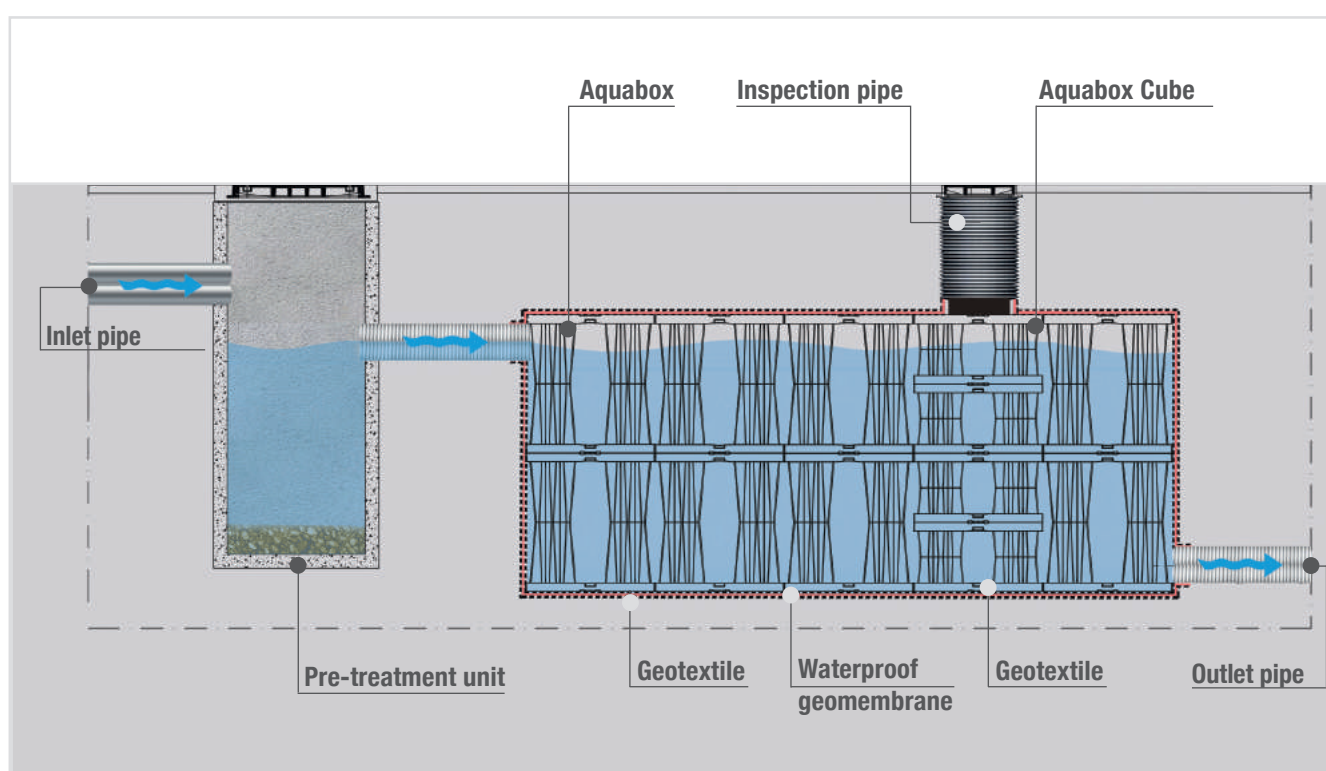 Aquabox
Inspection pipe
Aquabox Cube
Inlet pipe
Pre-treatment unit
Geotextile
Waterproof
geomembrane
Geotextile
Outlet pipe